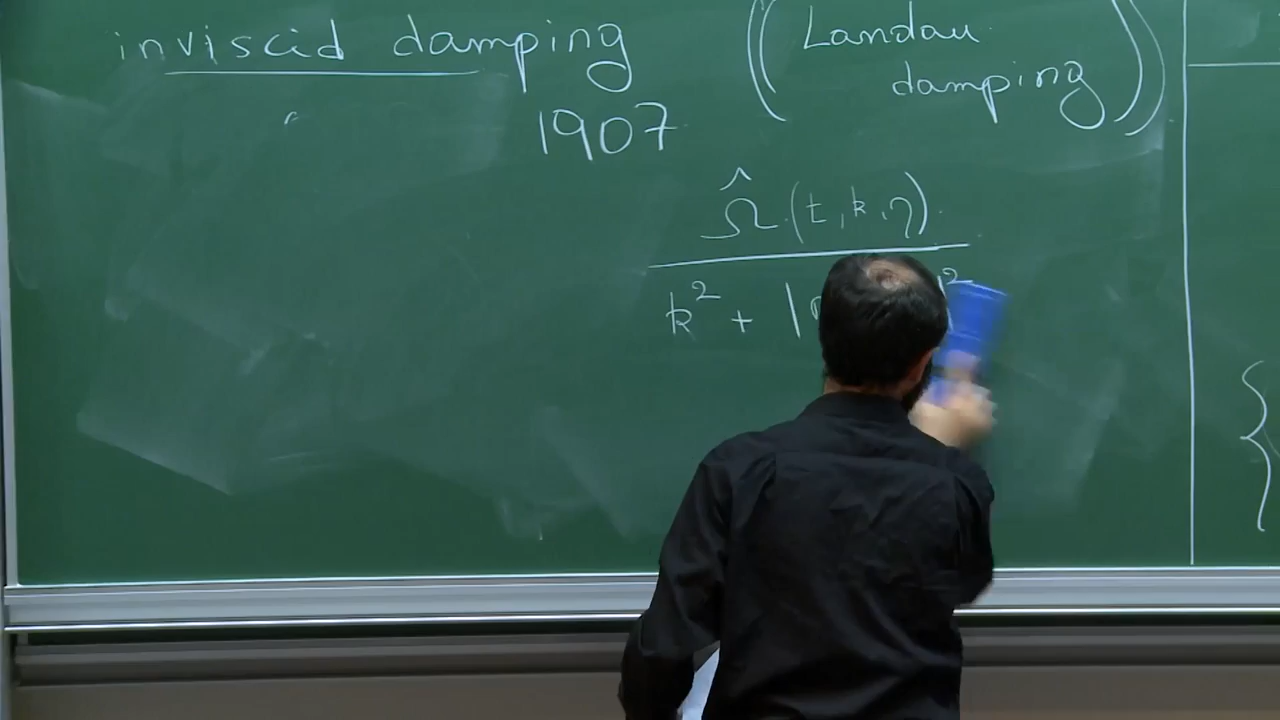 inviscid damping
((Landau damping))
1907
Ω̂(t, k, η)
k² + |